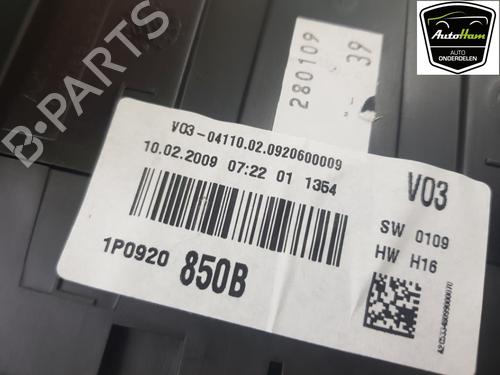 AutoHam
AUTO
ONDERDELEN
B-PARTS
280109
39
V03-04110.02.0920600009
10.02.2009 07:22 01 1364
1P0920 850B
V03
SW 0109
HW H16